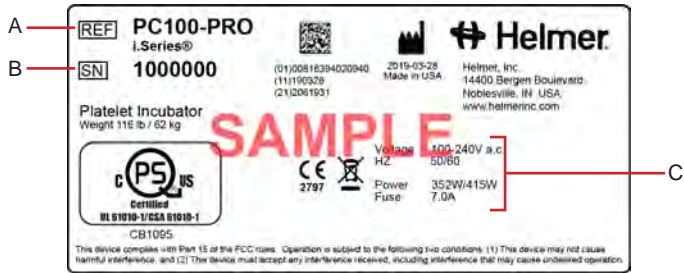 A
REF PC100-PRO
i.Series®
B
SN 1000000
(01)00816394020940
(11)190328
(21)2061931
2019-03-28
Made in USA
Helmer
Helmer, Inc.
14400 Bergen Boulevard
Noblesville, IN USA
www.helmerinc.com
Platelet Incubator
Weight 116 lb / 62 kg
SAMPLE
C PS US
Certified
UL 61010-1/CSA 61010-1
CB1095
CE
2797
Voltage 100-240V a.c.
HZ 50/60
Power 352W/415W
Fuse 7.0A
C
This device complies with Part 15 of the FCC rules. Operation is subject to the following two conditions: (1) This device may not cause
harmful interference, and (2) This device must accept any interference received, including interference that may cause undesired operation.